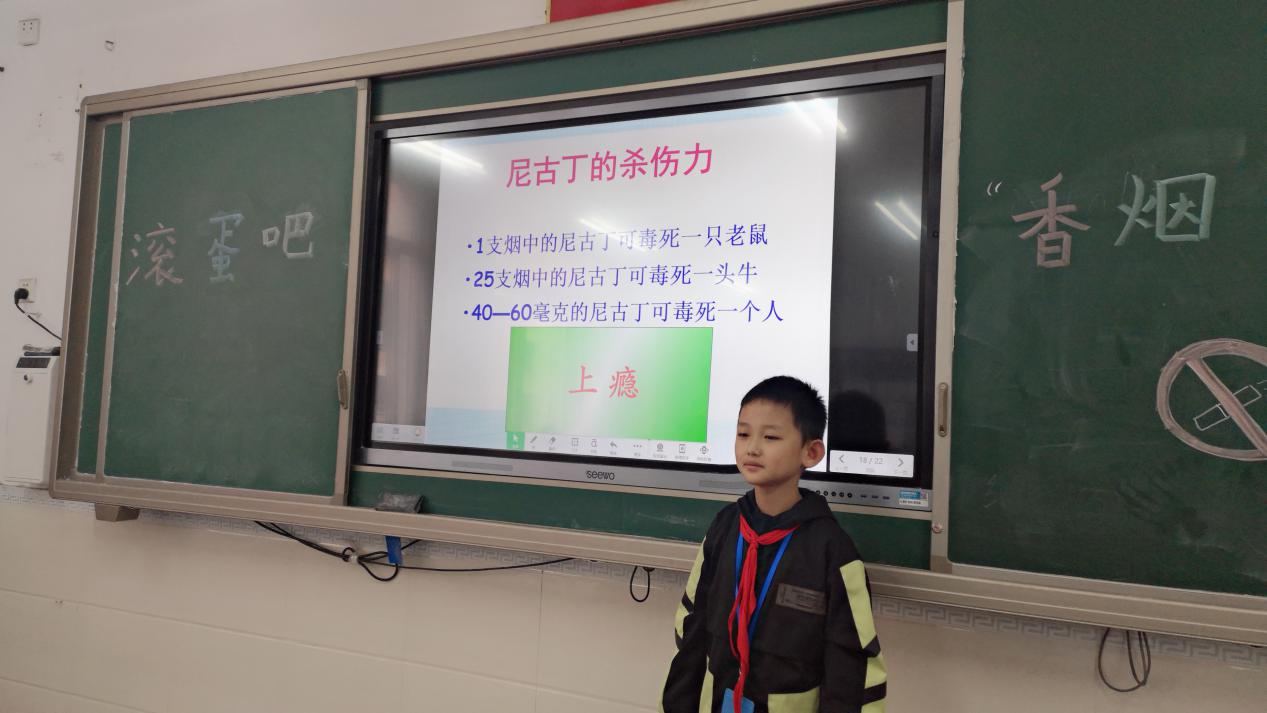 滚蛋吧
尼古丁的杀伤力
·1支烟中的尼古丁可毒死一只老鼠
·25支烟中的尼古丁可毒死一头牛
·40—60毫克的尼古丁可毒死一个人
上瘾
18 / 22
seewo
“香烟